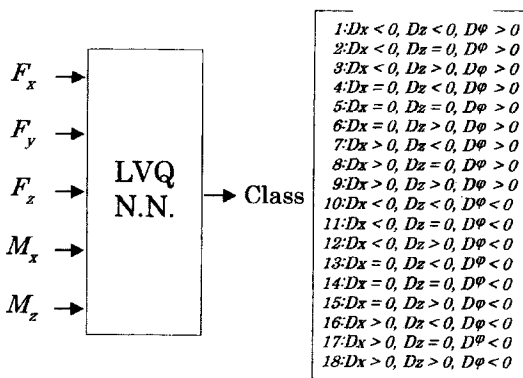 F_x
F_y
F_z
M_x
M_z
LVQ
N.N.
Class
1:Dx < 0, Dz < 0, Dφ > 0
2:Dx < 0, Dz = 0, Dφ > 0
3:Dx < 0, Dz > 0, Dφ > 0
4:Dx = 0, Dz < 0, Dφ > 0
5:Dx = 0, Dz = 0, Dφ > 0
6:Dx = 0, Dz > 0, Dφ > 0
7:Dx > 0, Dz < 0, Dφ > 0
8:Dx > 0, Dz = 0, Dφ > 0
9:Dx > 0, Dz > 0, Dφ > 0
10:Dx < 0, Dz < 0, Dφ < 0
11:Dx < 0, Dz = 0, Dφ < 0
12:Dx < 0, Dz > 0, Dφ < 0
13:Dx = 0, Dz < 0, Dφ < 0
14:Dx = 0, Dz = 0, Dφ < 0
15:Dx = 0, Dz > 0, Dφ < 0
16:Dx > 0, Dz < 0, Dφ < 0
17:Dx > 0, Dz = 0, Dφ < 0
18:Dx > 0, Dz > 0, Dφ < 0